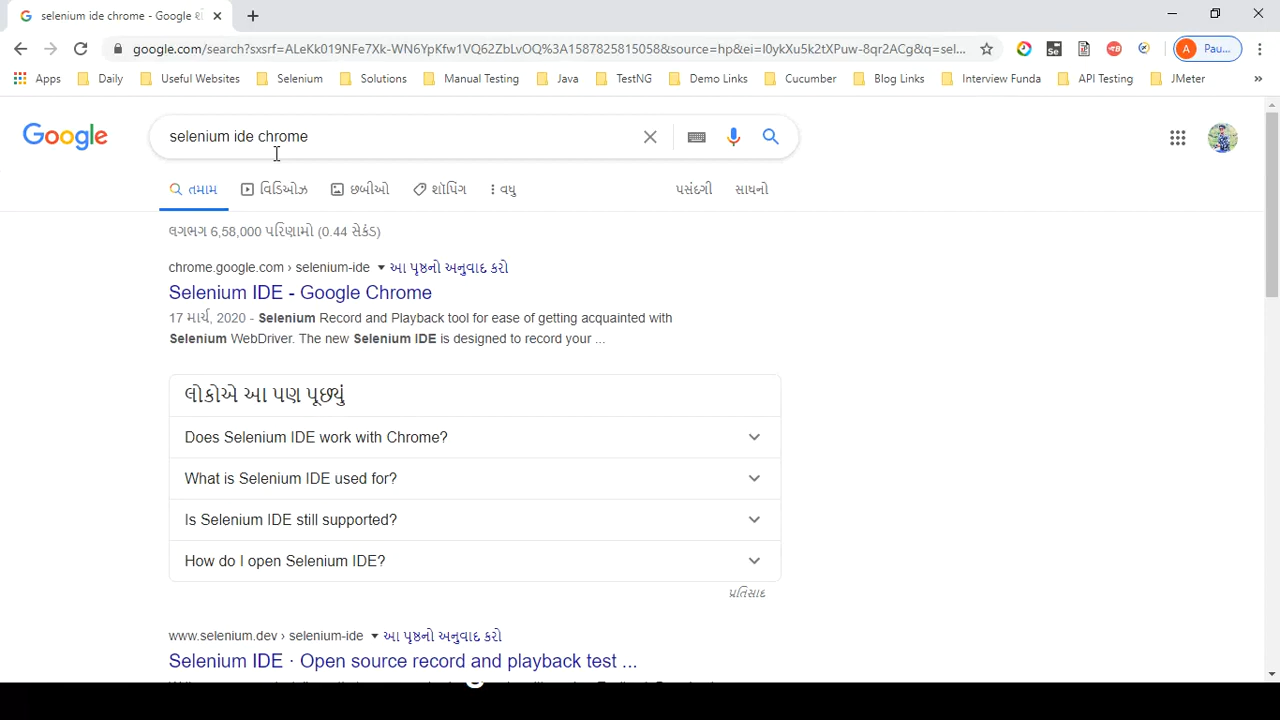 selenium ide chrome - Google શ
google.com/search?sxsrf=ALeKk019NFe7Xk-WN6YpKfw1VQ62ZbLvOQ%3A1587825815058&source=hp&ei=l0ykXu5k2tXPuw-8qr2ACg&q=sel...
A Pau...
Apps Daily Useful Websites Selenium Solutions Manual Testing Java TestNG Demo Links Cucumber Blog Links Interview Funda API Testing JMeter »
Google selenium ide chrome
તમામ વિડિઓઝ છબીઓ શૉપિંગ વધુ પસંદગી સાધનો
લગભગ 6,58,000 પરિણામો (0.44 સેકંડ)
chrome.google.com › selenium-ide ▾ આ પૃષ્ઠનો અનુવાદ કરો
Selenium IDE - Google Chrome
17 માર્ચ, 2020 - Selenium Record and Playback tool for ease of getting acquainted with
Selenium WebDriver. The new Selenium IDE is designed to record your ...
લોકોએ આ પણ પૂછ્યું
Does Selenium IDE work with Chrome?
What is Selenium IDE used for?
Is Selenium IDE still supported?
How do I open Selenium IDE?
પ્રતિસાદ
www.selenium.dev › selenium-ide ▾ આ પૃષ્ઠનો અનુવાદ કરો
Selenium IDE · Open source record and playback test ...